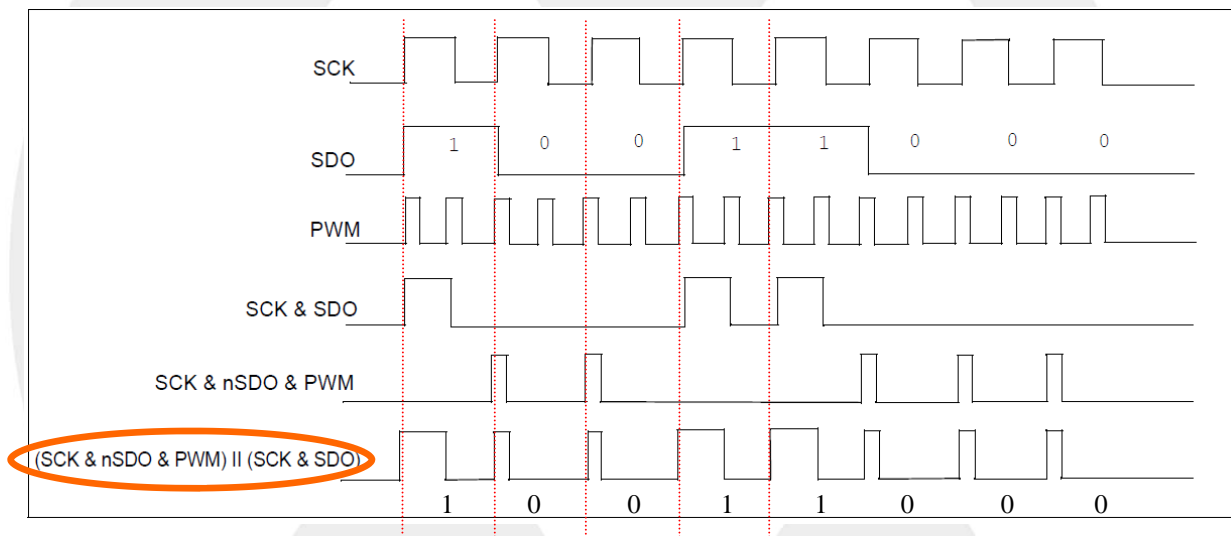 SCK
SDO 1 0 0 1 1 0 0 0
PWM
SCK & SDO
SCK & nSDO & PWM
(SCK & nSDO & PWM) II (SCK & SDO)
1 0 0 1 1 0 0 0